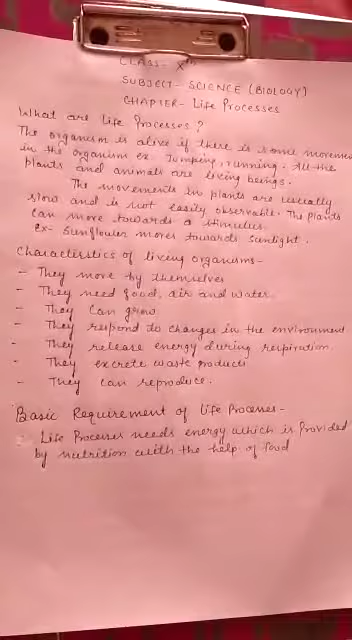 CLASS- Xth
SUBJECT- SCIENCE (BIOLOGY)
CHAPTER- Life Processes
What are life Processes?
The organism is alive if there is some movemen
in the organism ex. Jumping, running. All the
plants and animals are living beings.
The movements in plants are usually
slow and is not easily observable. The plants
can move towards a stimulus.
ex- Sunflower moves towards sunlight.
Characteristics of living organisms-
- They move by themselves
- They need food, air and water.
- They can grow
- They respond to changes in the environment
- They release energy during respiration.
- They excrete waste products
- They can reproduce.
Basic Requirement of Life Processes-
Life Processes needs energy which is Provided
by nutrition with the help of food